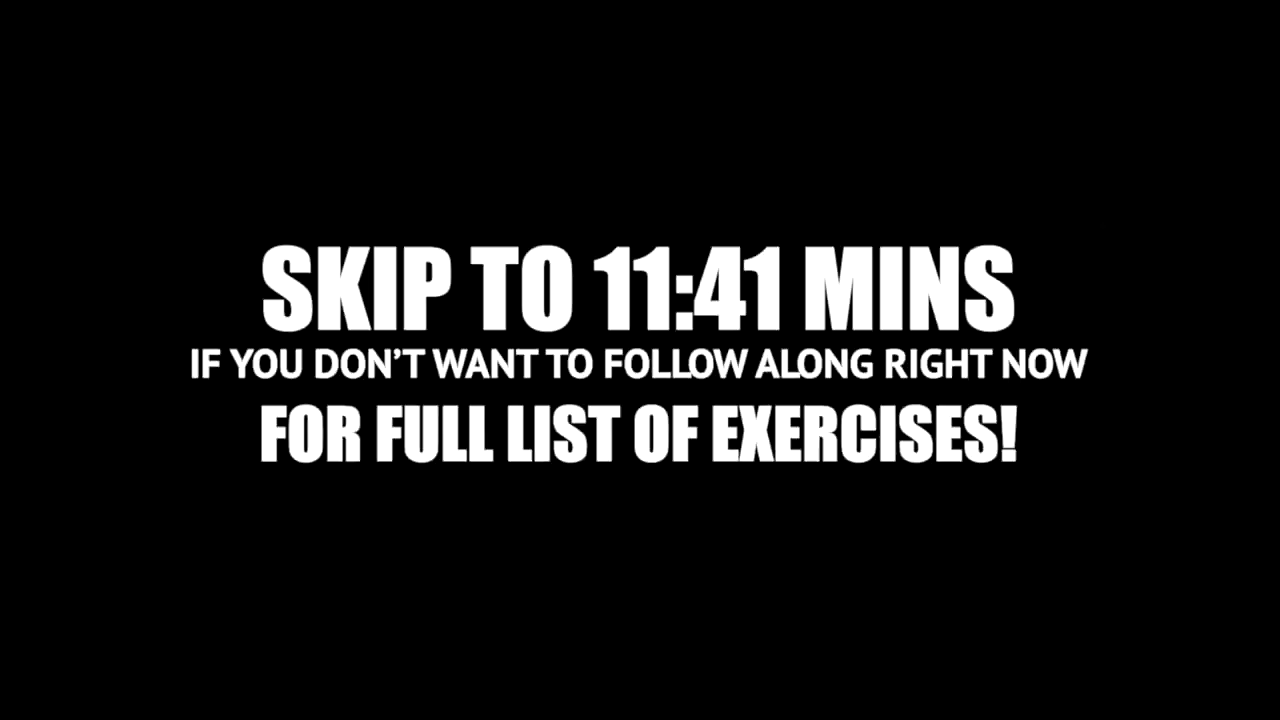 SKIP TO 11:41 MINS
IF YOU DON’T WANT TO FOLLOW ALONG RIGHT NOW
FOR FULL LIST OF EXERCISES!